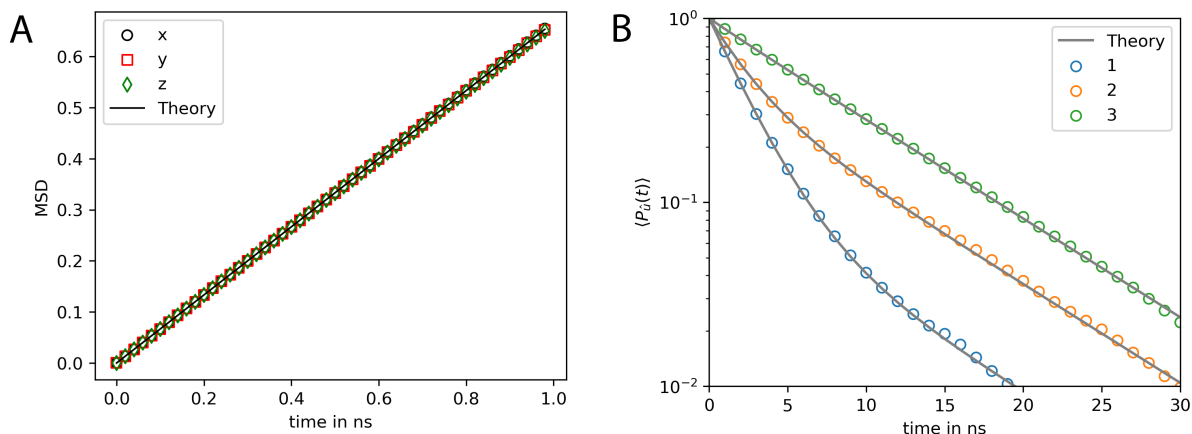 A
MSD
0.6
0.5
0.4
0.3
0.2
0.1
0.0
x
y
z
Theory
0.0 0.2 0.4 0.6 0.8 1.0
time in ns
B
⟨P_û(t)⟩
10⁰
10⁻¹
10⁻²
Theory
1
2
3
0 5 10 15 20 25 30
time in ns